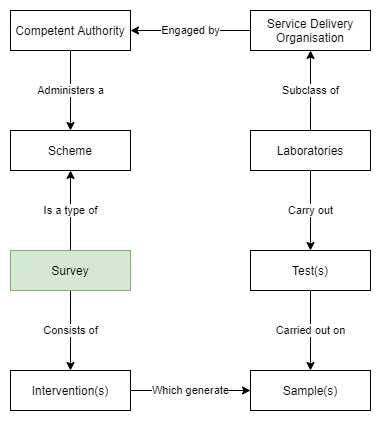 Competent Authority
Engaged by
Service Delivery
Organisation
Administers a
Subclass of
Scheme
Laboratories
Is a type of
Carry out
Survey
Test(s)
Consists of
Carried out on
Intervention(s)
Which generate
Sample(s)